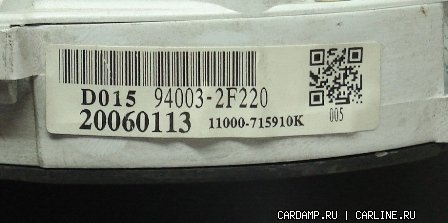 D015 94003-2F220
20060113 11000-715910K
005
CARDAMP.RU | CARLINE.RU